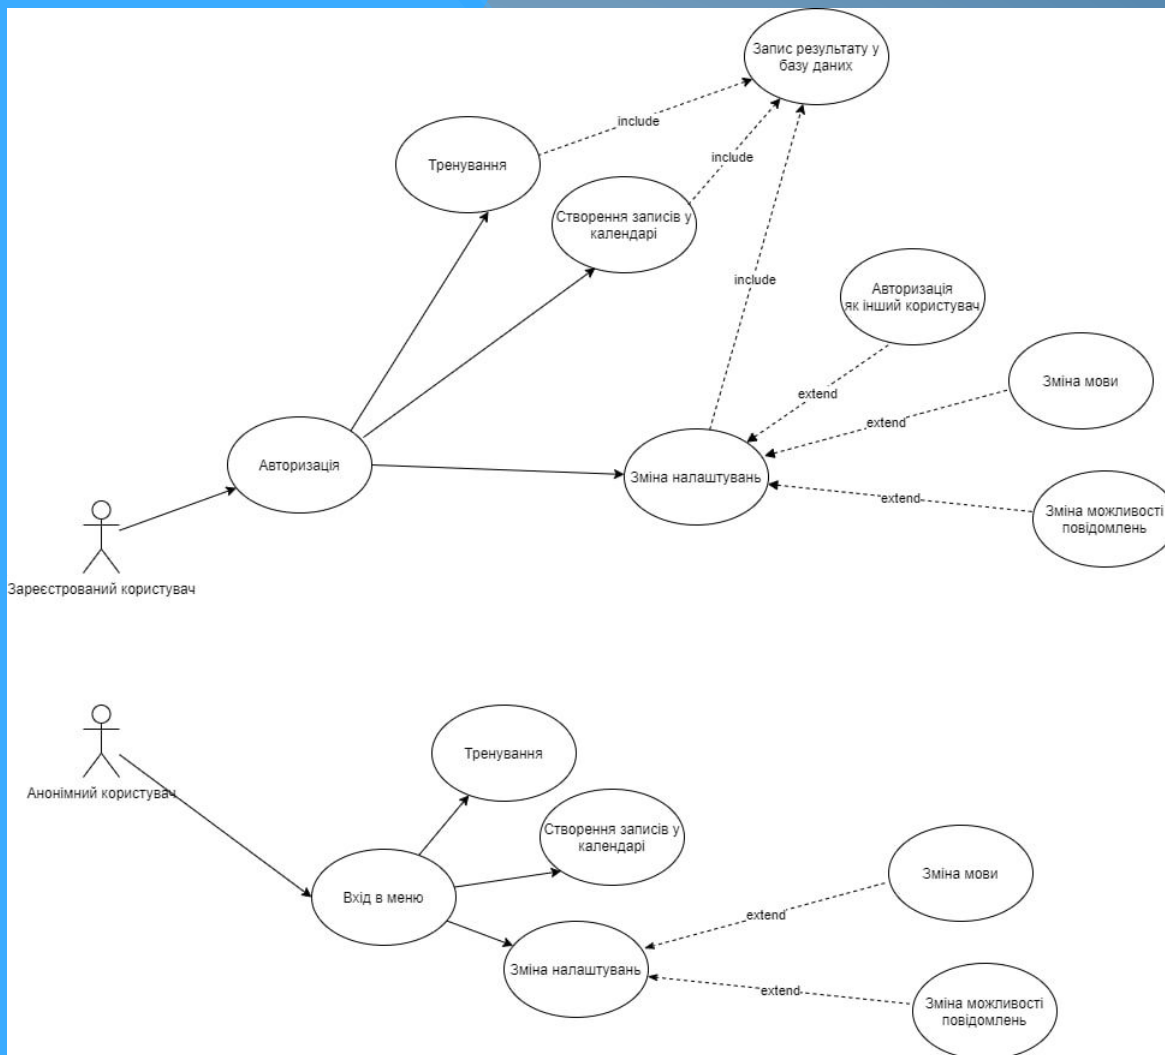 Запис результату у
базу даних
include
Тренування
include
Створення записів у
календарі
include
Авторизація
як інший користувач
Зміна мови
extend
extend
Авторизація
Зміна налаштувань
extend
Зміна можливості
повідомлень
Зареєстрований користувач
Тренування
Анонімний користувач
Створення записів у
календарі
Зміна мови
Вхід в меню
extend
Зміна налаштувань
extend
Зміна можливості
повідомлень